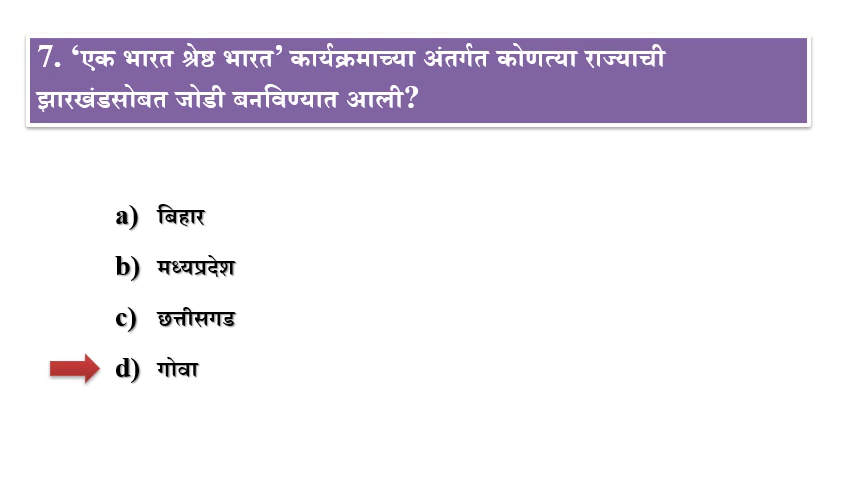 7. ‘एक भारत श्रेष्ठ भारत’ कार्यक्रमाच्या अंतर्गत कोणत्या राज्याची
झारखंडसोबत जोडी बनविण्यात आली?
a) बिहार
b) मध्यप्रदेश
c) छत्तीसगड
d) गोवा